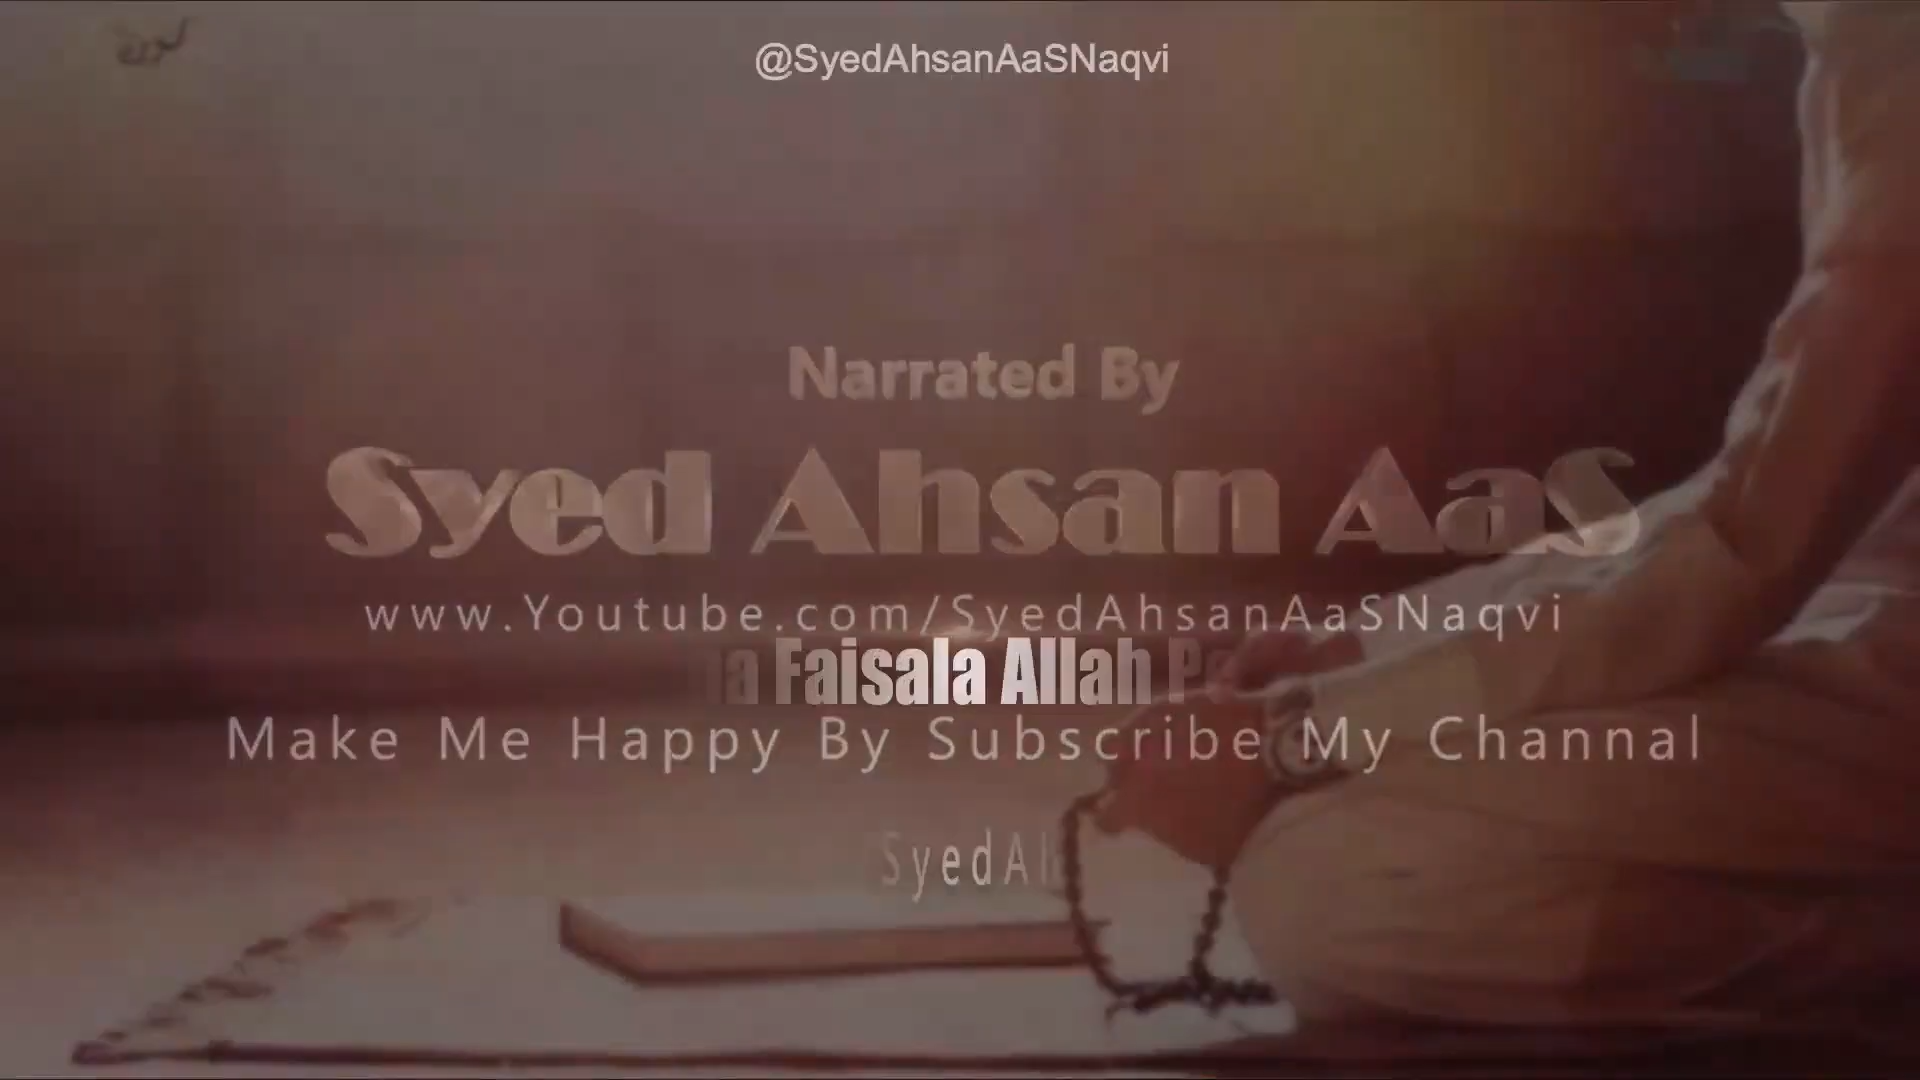 @SyedAhsanAaSNaqvi
Narrated By
Syed Ahsan AaS
www.Youtube.com/SyedAhsanAaSNaqvi
Faisala Allah
Make Me Happy By Subscribe My Channal